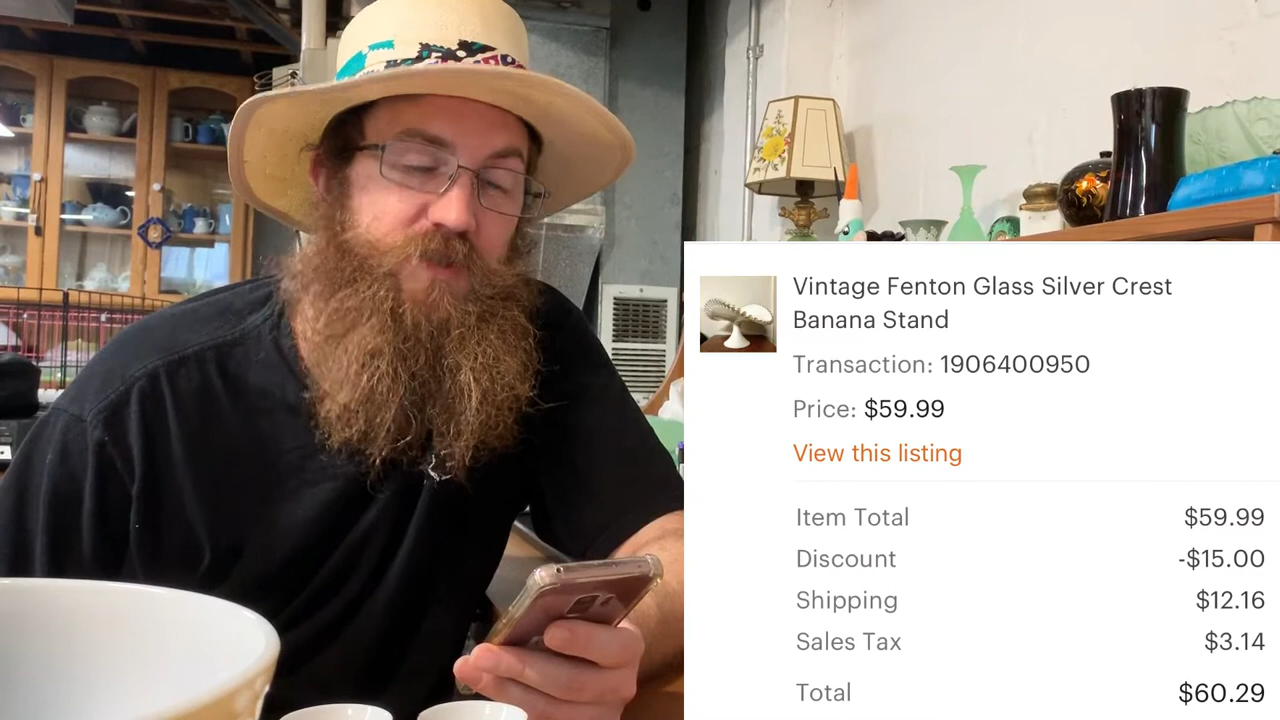 Vintage Fenton Glass Silver Crest
Banana Stand
Transaction: 1906400950
Price: $59.99
View this listing
Item Total $59.99
Discount -$15.00
Shipping $12.16
Sales Tax $3.14
Total $60.29